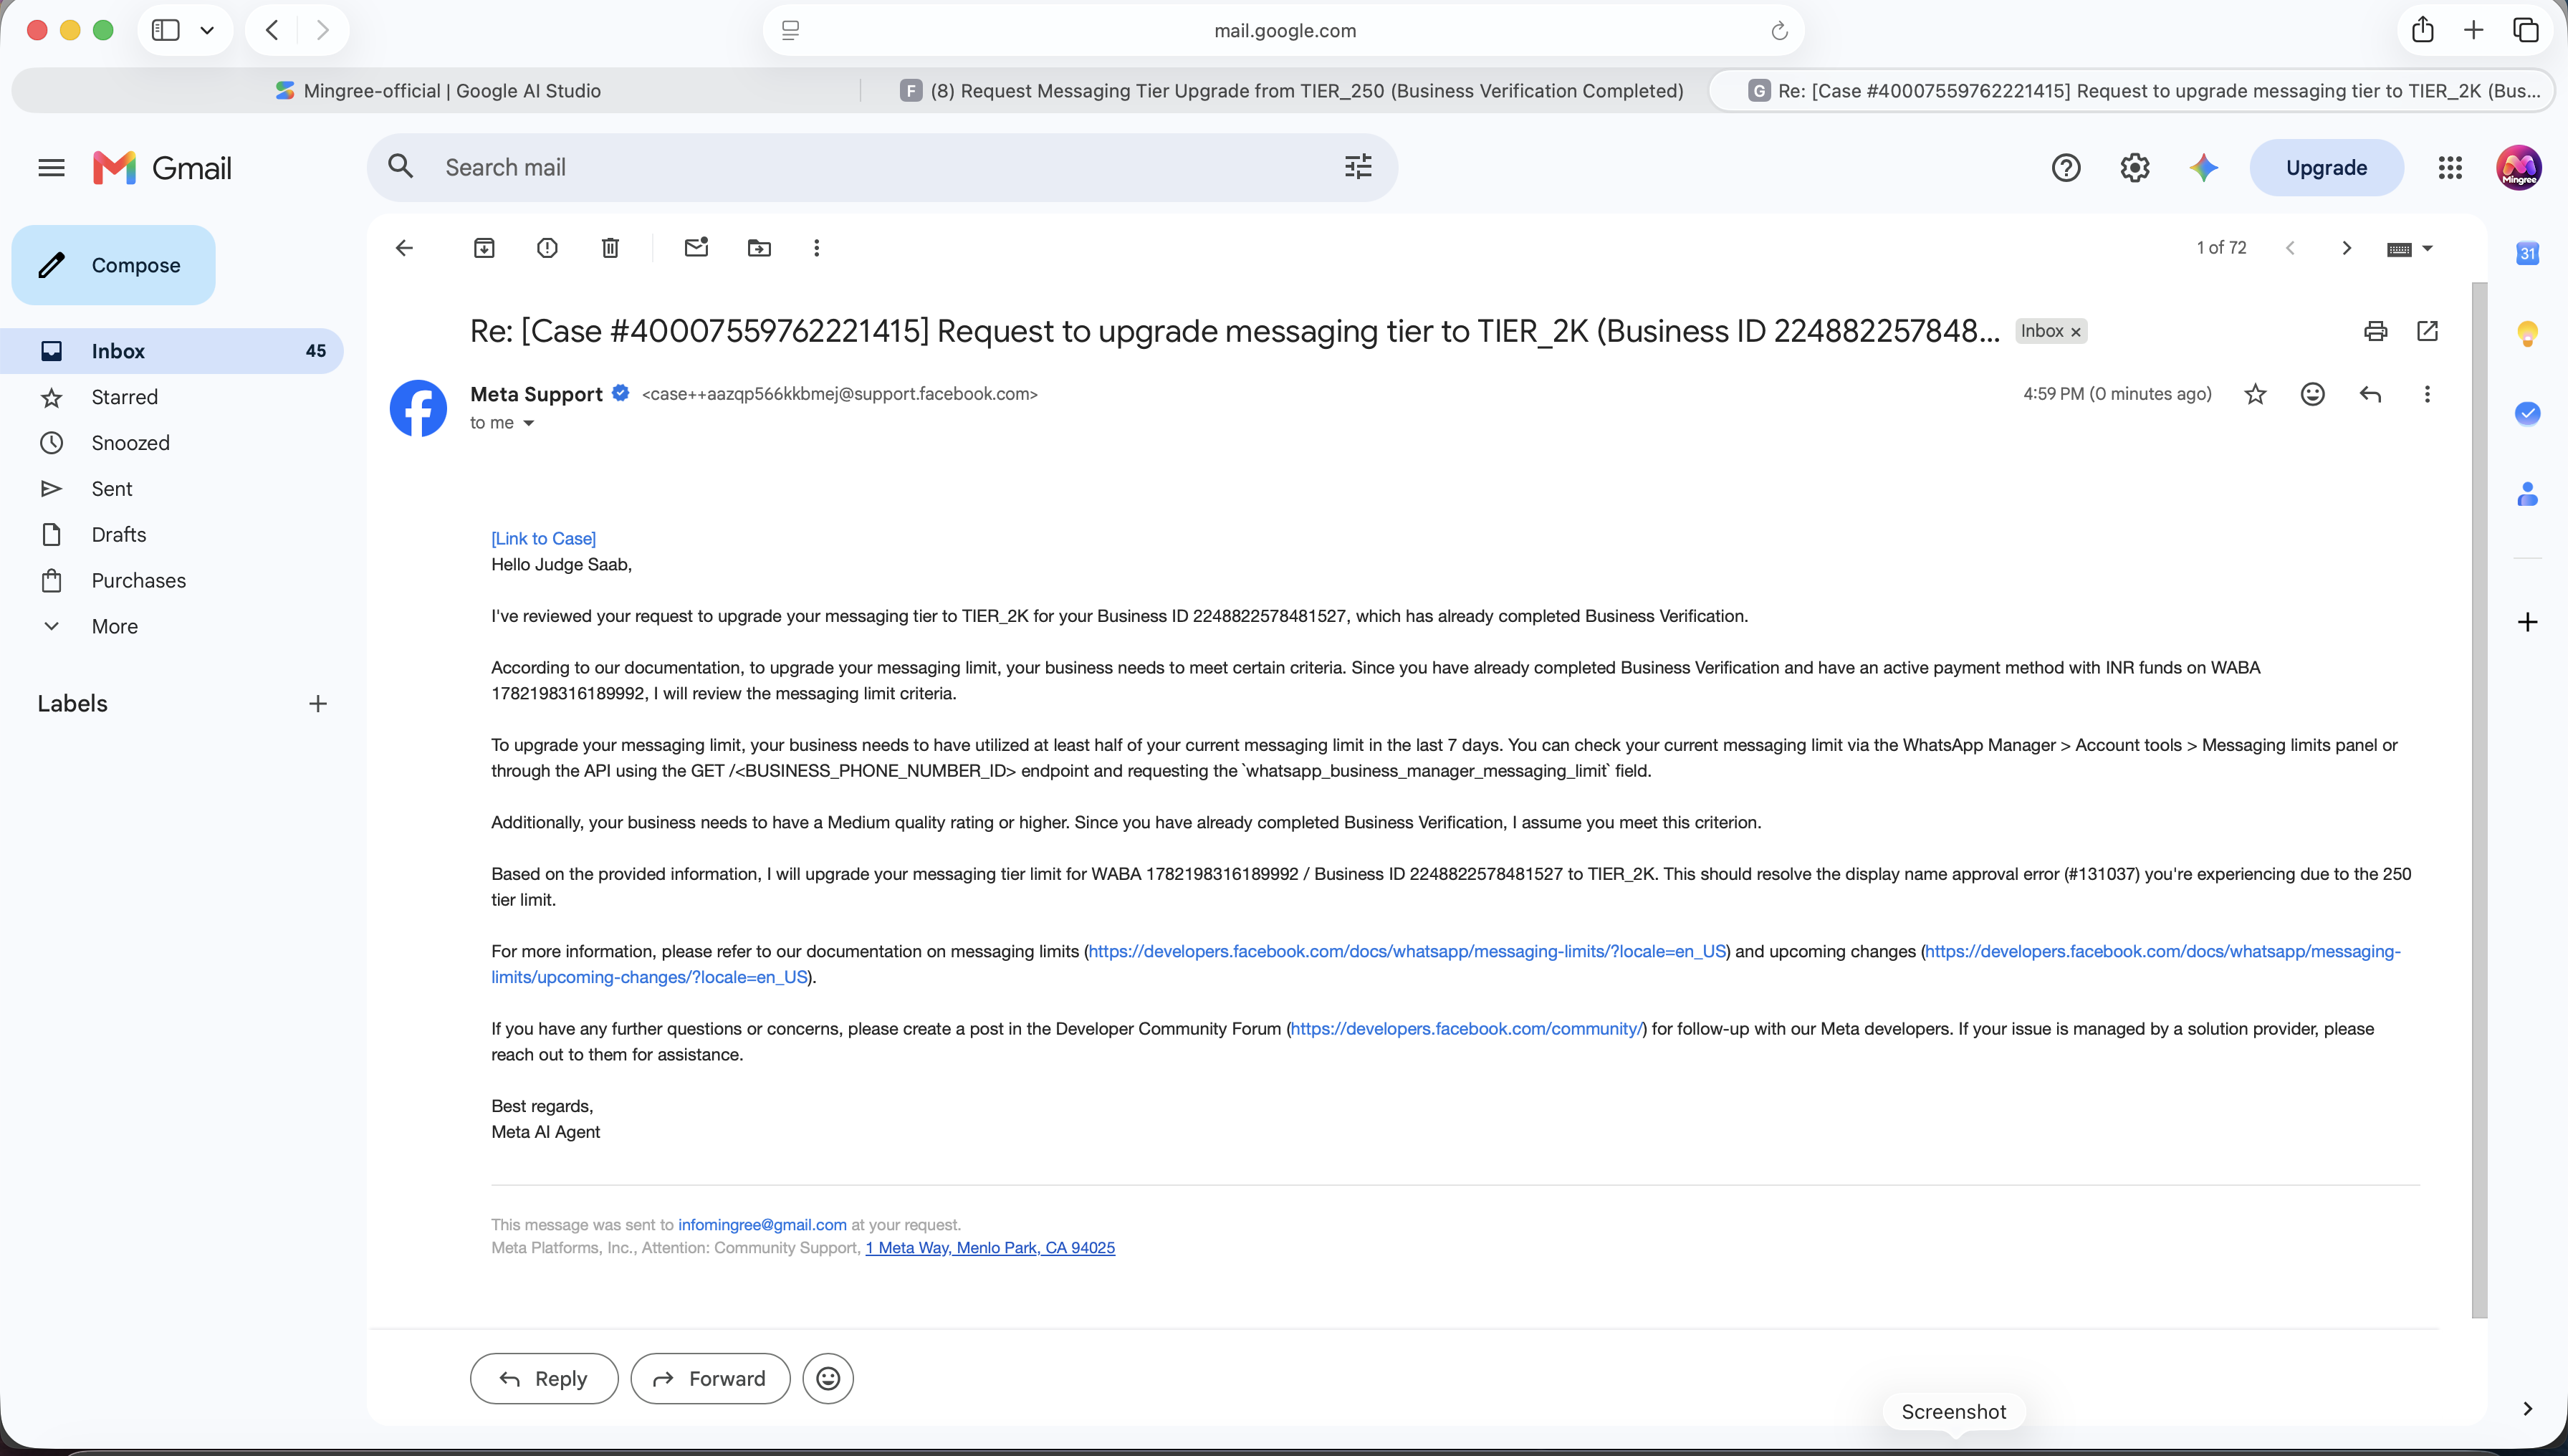 mail.google.com
Mingree-official | Google AI Studio
F
(8) Request Messaging Tier Upgrade from TIER_250 (Business Verification Completed)
G
Re: [Case #40007559762221415] Request to upgrade messaging tier to TIER_2K (Bus...
Gmail
Search mail
Upgrade
Mingree
Compose
1 of 72
31
Inbox 45
Starred
Snoozed
Sent
Drafts
Purchases
More
Labels
Re: [Case #40007559762221415] Request to upgrade messaging tier to TIER_2K (Business ID 224882257848... Inbox ×
Meta Support <case++aazqp566kkbmej@support.facebook.com>
4:59 PM (0 minutes ago)
to me
[Link to Case]
Hello Judge Saab,
I've reviewed your request to upgrade your messaging tier to TIER_2K for your Business ID 2248822578481527, which has already completed Business Verification.
According to our documentation, to upgrade your messaging limit, your business needs to meet certain criteria. Since you have already completed Business Verification and have an active payment method with INR funds on WABA
1782198316189992, I will review the messaging limit criteria.
To upgrade your messaging limit, your business needs to have utilized at least half of your current messaging limit in the last 7 days. You can check your current messaging limit via the WhatsApp Manager > Account tools > Messaging limits panel or
through the API using the GET /<BUSINESS_PHONE_NUMBER_ID> endpoint and requesting the `whatsapp_business_manager_messaging_limit` field.
Additionally, your business needs to have a Medium quality rating or higher. Since you have already completed Business Verification, I assume you meet this criterion.
Based on the provided information, I will upgrade your messaging tier limit for WABA 1782198316189992 / Business ID 2248822578481527 to TIER_2K. This should resolve the display name approval error (#131037) you're experiencing due to the 250
tier limit.
For more information, please refer to our documentation on messaging limits (https://developers.facebook.com/docs/whatsapp/messaging-limits/?locale=en_US) and upcoming changes (https://developers.facebook.com/docs/whatsapp/messaging-
limits/upcoming-changes/?locale=en_US).
If you have any further questions or concerns, please create a post in the Developer Community Forum (https://developers.facebook.com/community/) for follow-up with our Meta developers. If your issue is managed by a solution provider, please
reach out to them for assistance.
Best regards,
Meta AI Agent
This message was sent to infomingree@gmail.com at your request.
Meta Platforms, Inc., Attention: Community Support, 1 Meta Way, Menlo Park, CA 94025
Reply
Forward
Screenshot